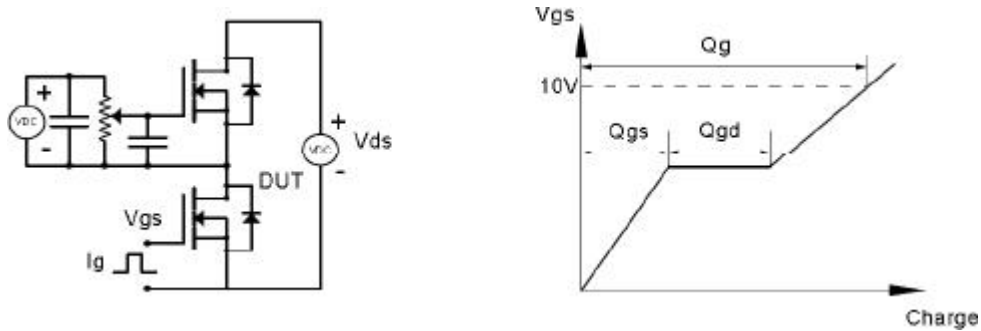 +
VDC
-
Vgs
Ig
DUT
+
VDC
-
Vds
Vgs
Qg
10V
Qgs
Qgd
Charge